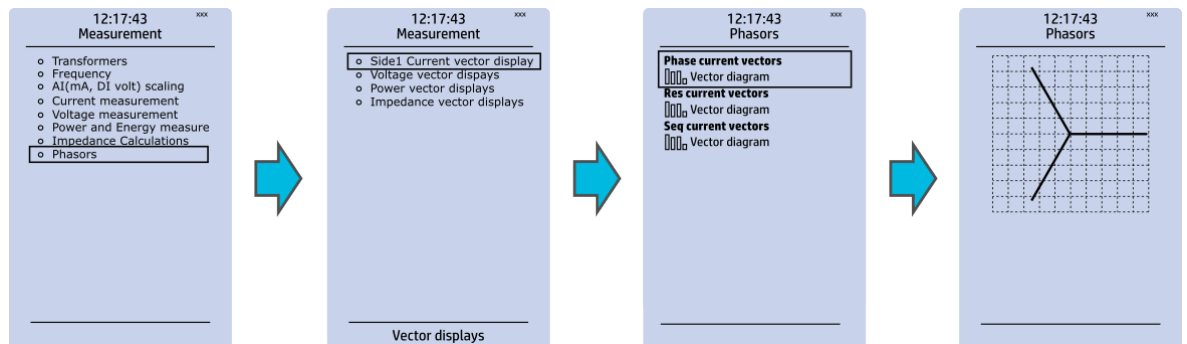 12:17:43 xxx
Measurement
Transformers
Frequency
AI(mA, DI volt) scaling
Current measurement
Voltage measurement
Power and Energy measure
Impedance Calculations
Phasors
12:17:43 xxx
Measurement
Side1 Current vector display
Voltage vector dispays
Power vector displays
Impedance vector displays
Vector displays
12:17:43 xxx
Phasors
Phase current vectors
Vector diagram
Res current vectors
Vector diagram
Seq current vectors
Vector diagram
12:17:43 xxx
Phasors